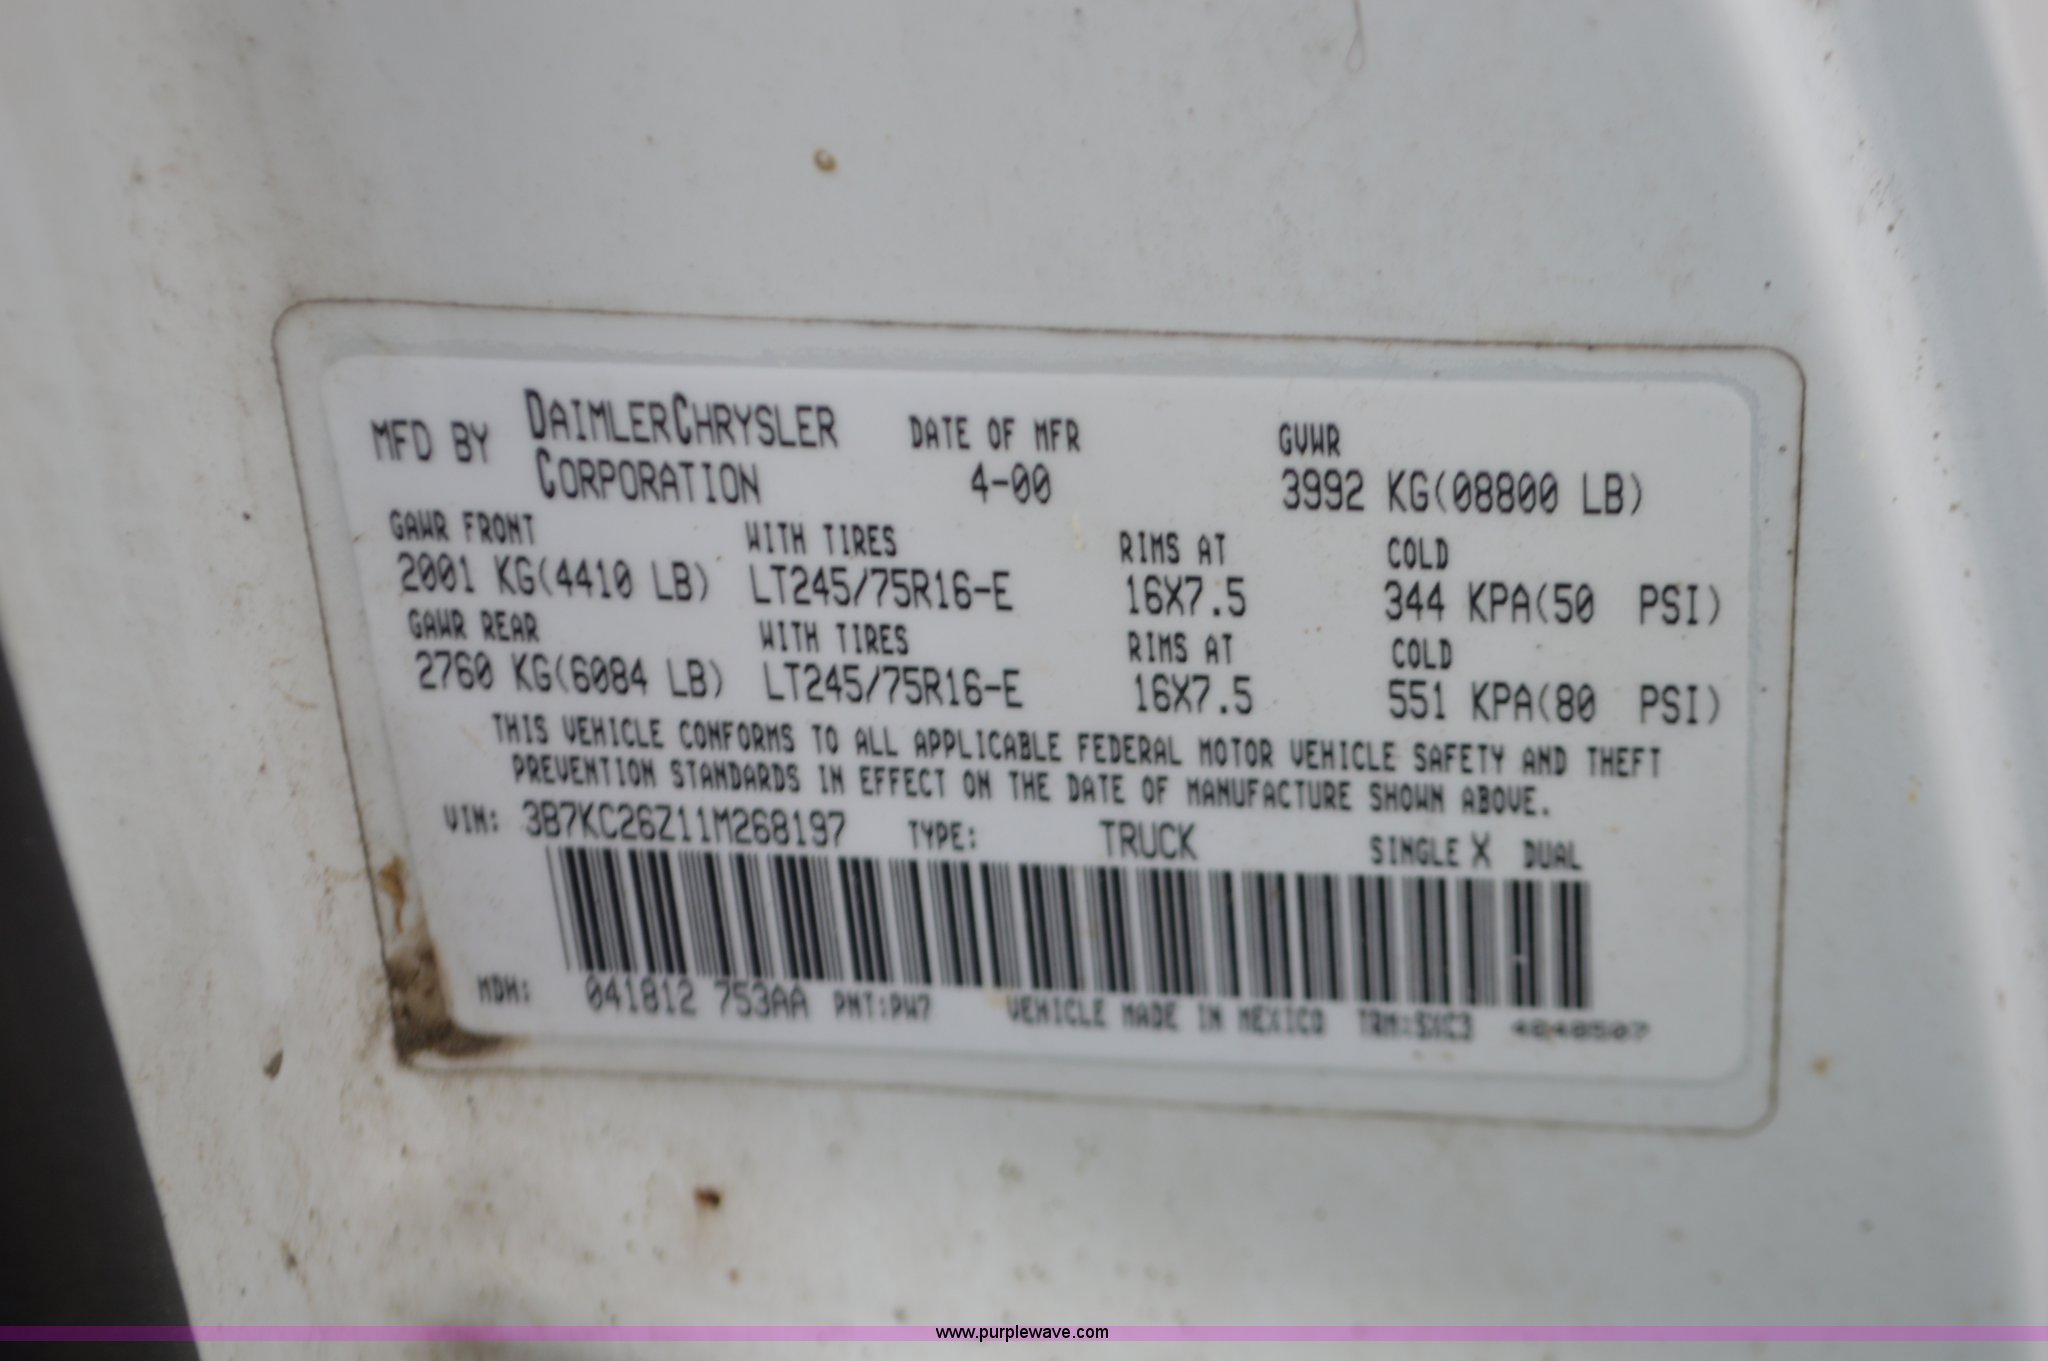 MFD BY DAIMLERCHRYSLER CORPORATION DATE OF MFR 4-00 GVWR 3992 KG(08800 LB)
GAWR FRONT WITH TIRES RIMS AT COLD
2001 KG(4410 LB) LT245/75R16-E 16X7.5 344 KPA(50 PSI)
GAWR REAR WITH TIRES RIMS AT COLD
2760 KG(6084 LB) LT245/75R16-E 16X7.5 551 KPA(80 PSI)
THIS VEHICLE CONFORMS TO ALL APPLICABLE FEDERAL MOTOR VEHICLE SAFETY AND THEFT
PREVENTION STANDARDS IN EFFECT ON THE DATE OF MANUFACTURE SHOWN ABOVE.
VIN: 3B7KC26Z11M268197 TYPE: TRUCK SINGLE X DUAL
MDH: 041812 753AA PNT:PW7 VEHICLE MADE IN MEXICO TRM:SXC3
www.purplewave.com